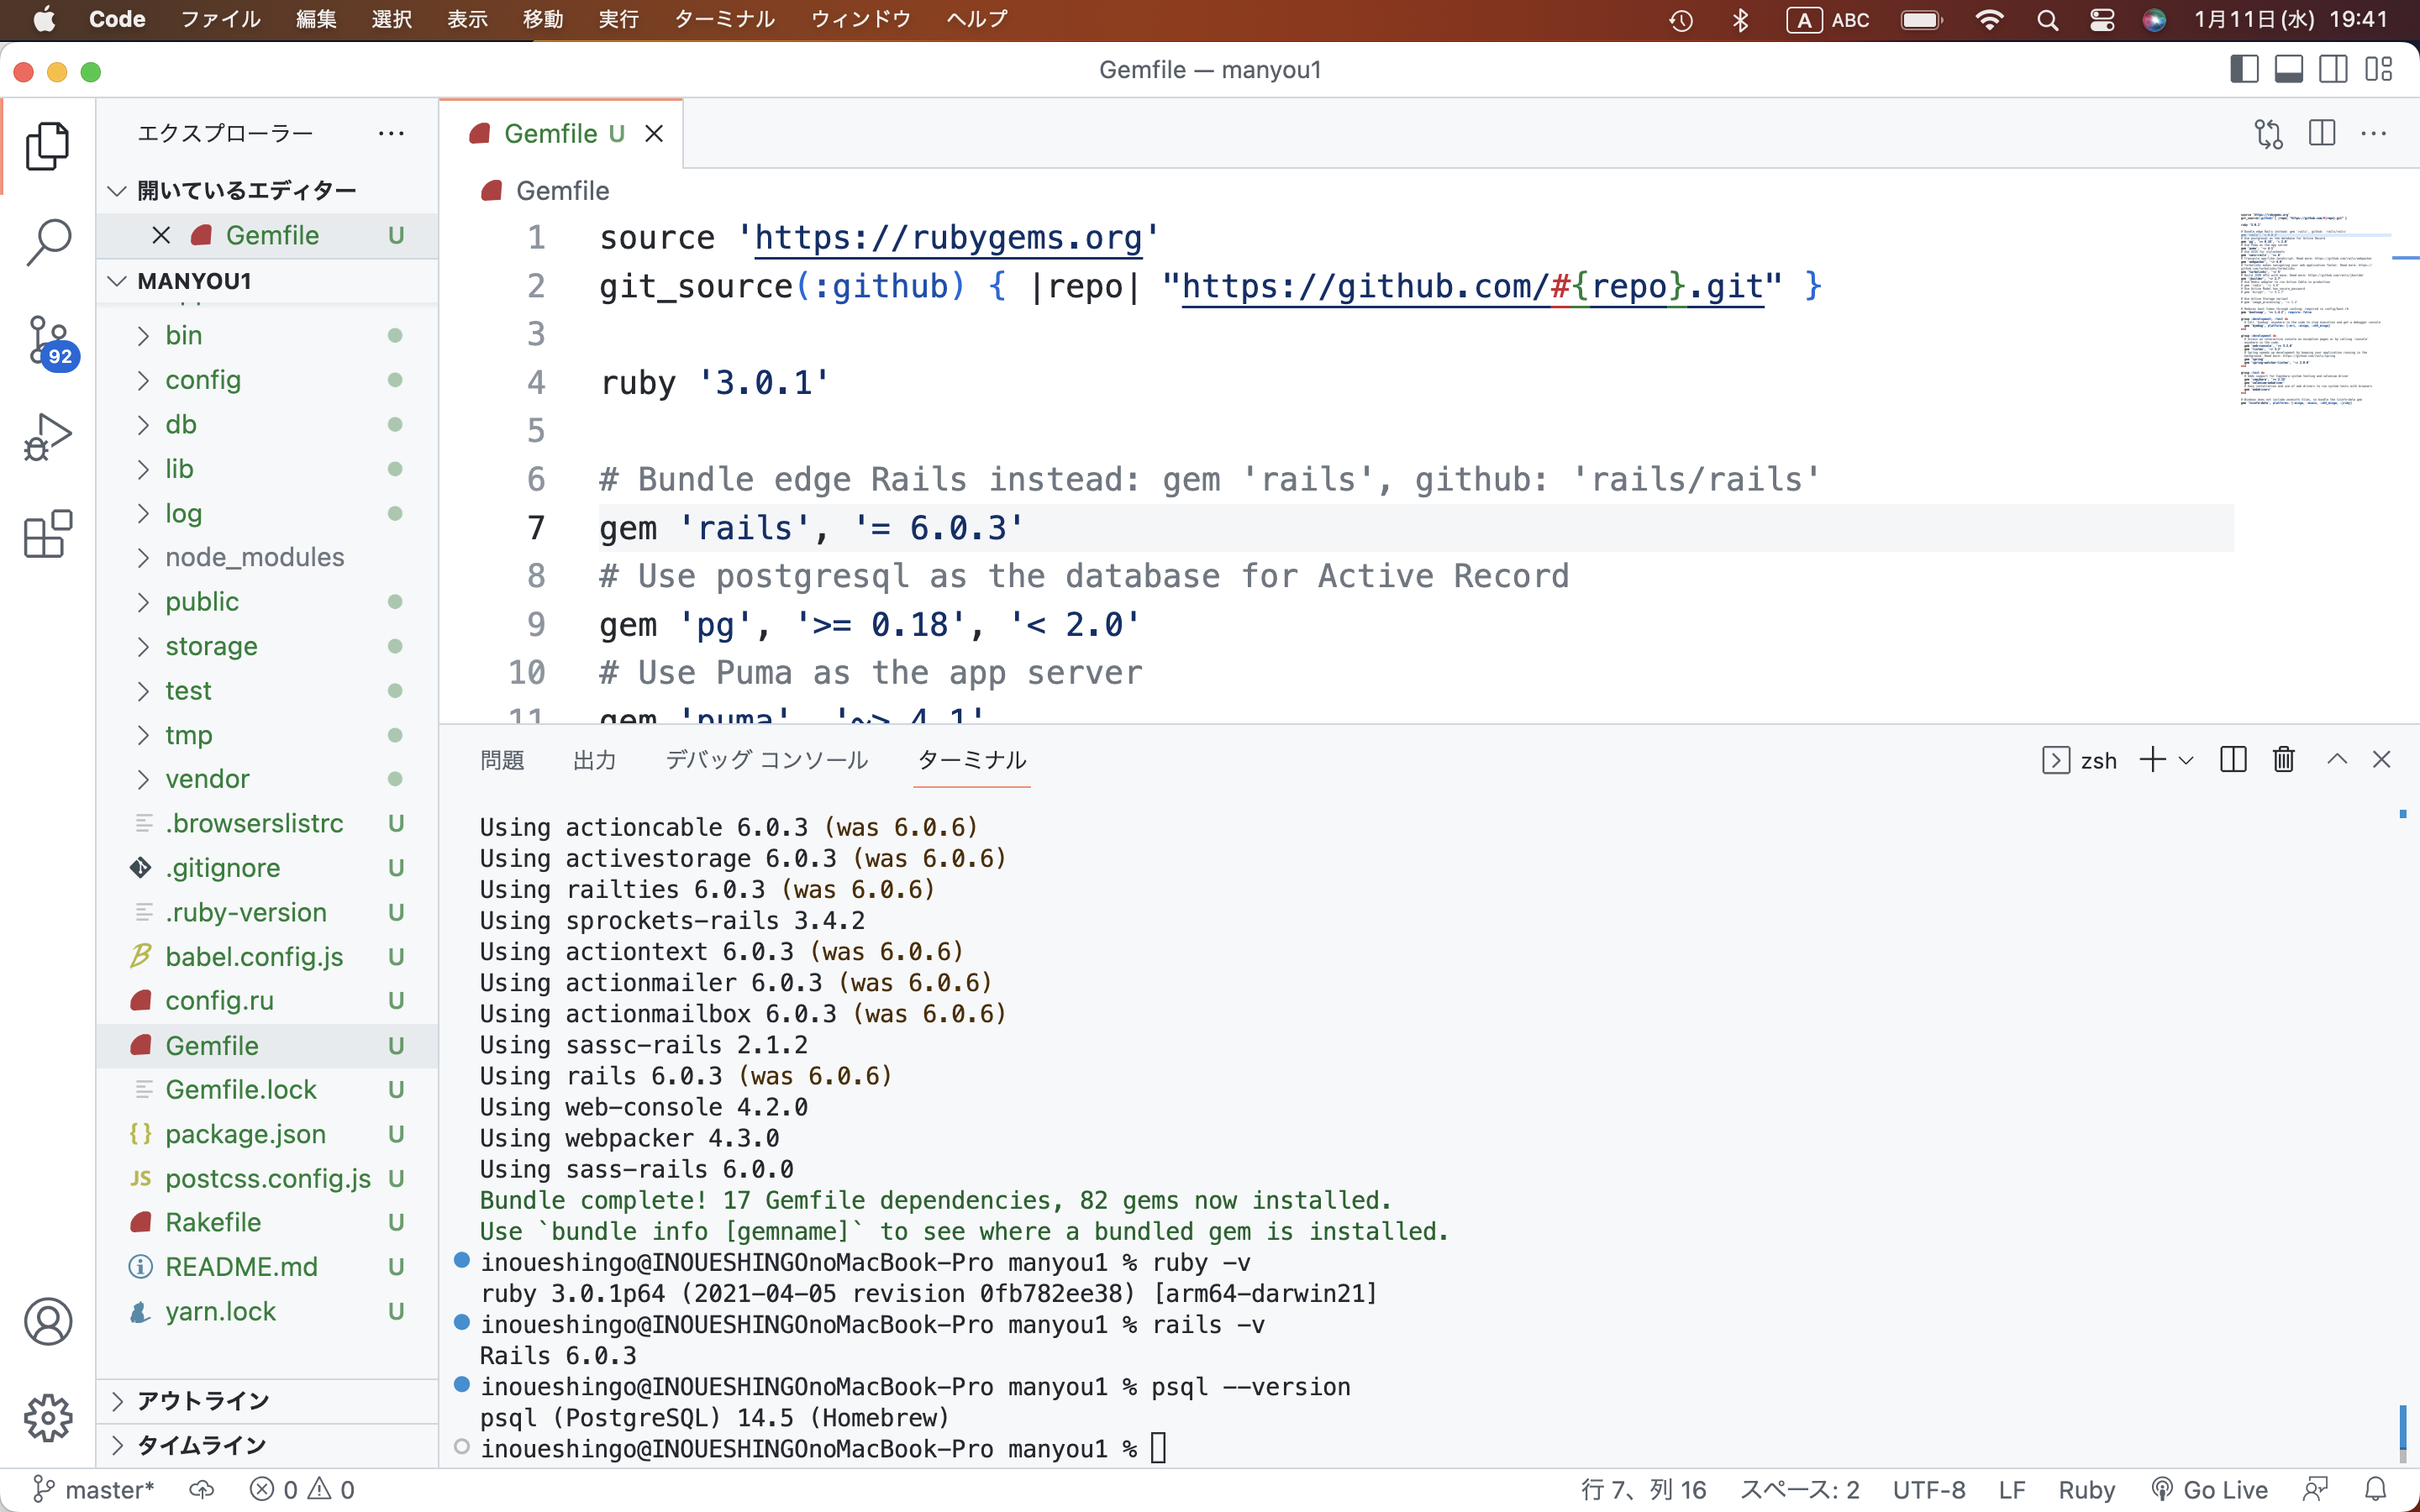 Code ファイル 編集 選択 表示 移動 実行 ターミナル ウィンドウ ヘルプ A ABC 1月11日(水) 19:41
Gemfile — manyou1
エクスプローラー
開いているエディター
Gemfile U
MANYOU1
bin
config
db
lib
log
node_modules
public
storage
test
tmp
vendor
.browserslistrc U
.gitignore U
.ruby-version U
babel.config.js U
config.ru U
Gemfile U
Gemfile.lock U
package.json U
JS postcss.config.js U
Rakefile U
README.md U
yarn.lock U
アウトライン
タイムライン
92
Gemfile U
Gemfile
1 source 'https://rubygems.org'
2 git_source(:github) { |repo| "https://github.com/#{repo}.git" }
3
4 ruby '3.0.1'
5
6 # Bundle edge Rails instead: gem 'rails', github: 'rails/rails'
7 gem 'rails', '= 6.0.3'
8 # Use postgresql as the database for Active Record
9 gem 'pg', '>= 0.18', '< 2.0'
10 # Use Puma as the app server
11 gem 'puma', '~> 4.1'
問題 出力 デバッグ コンソール ターミナル zsh
Using actioncable 6.0.3 (was 6.0.6)
Using activestorage 6.0.3 (was 6.0.6)
Using railties 6.0.3 (was 6.0.6)
Using sprockets-rails 3.4.2
Using actiontext 6.0.3 (was 6.0.6)
Using actionmailer 6.0.3 (was 6.0.6)
Using actionmailbox 6.0.3 (was 6.0.6)
Using sassc-rails 2.1.2
Using rails 6.0.3 (was 6.0.6)
Using web-console 4.2.0
Using webpacker 4.3.0
Using sass-rails 6.0.0
Bundle complete! 17 Gemfile dependencies, 82 gems now installed.
Use `bundle info [gemname]` to see where a bundled gem is installed.
inoueshingo@INOUESHINGOnoMacBook-Pro manyou1 % ruby -v
ruby 3.0.1p64 (2021-04-05 revision 0fb782ee38) [arm64-darwin21]
inoueshingo@INOUESHINGOnoMacBook-Pro manyou1 % rails -v
Rails 6.0.3
inoueshingo@INOUESHINGOnoMacBook-Pro manyou1 % psql --version
psql (PostgreSQL) 14.5 (Homebrew)
inoueshingo@INOUESHINGOnoMacBook-Pro manyou1 %
master* 0 0 行 7、列 16 スペース: 2 UTF-8 LF Ruby Go Live